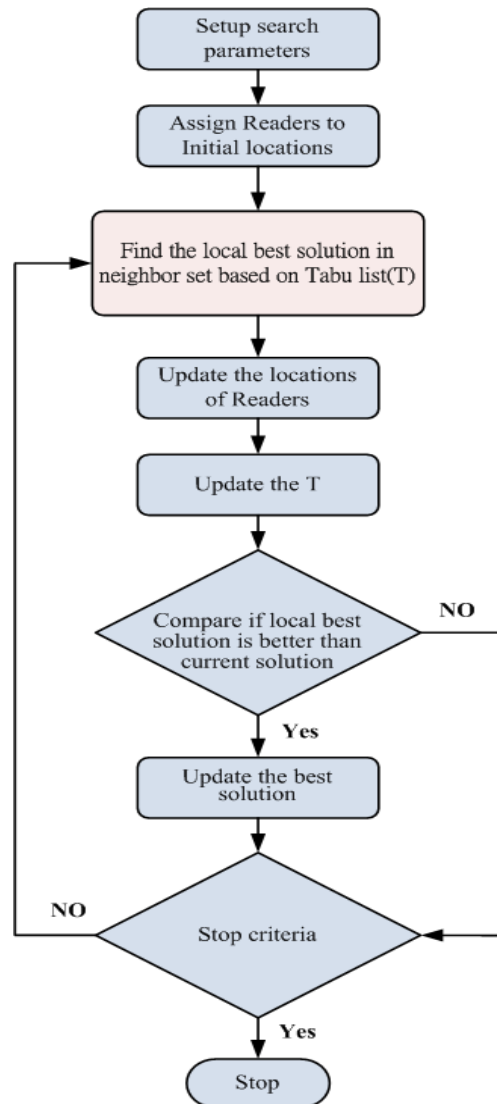 Setup search
parameters
Assign Readers to
Initial locations
Find the local best solution in
neighbor set based on Tabu list(T)
Update the locations
of Readers
Update the T
Compare if local best
solution is better than
current solution
NO
Yes
Update the best
solution
NO
Stop criteria
Yes
Stop